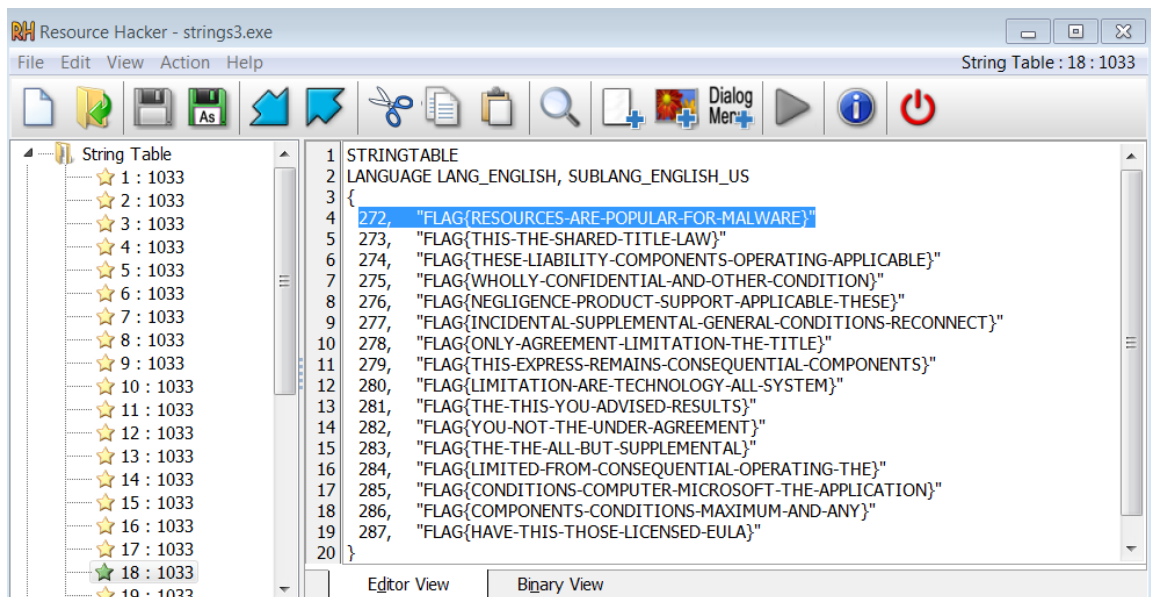 RH Resource Hacker - strings3.exe
File Edit View Action Help
String Table : 18 : 1033
As
Dialog
Menu
String Table
1 : 1033
2 : 1033
3 : 1033
4 : 1033
5 : 1033
6 : 1033
7 : 1033
8 : 1033
9 : 1033
10 : 1033
11 : 1033
12 : 1033
13 : 1033
14 : 1033
15 : 1033
16 : 1033
17 : 1033
18 : 1033
19 : 1033
1 STRINGTABLE
2 LANGUAGE LANG_ENGLISH, SUBLANG_ENGLISH_US
3 {
4 272, "FLAG{RESOURCES-ARE-POPULAR-FOR-MALWARE}"
5 273, "FLAG{THIS-THE-SHARED-TITLE-LAW}"
6 274, "FLAG{THESE-LIABILITY-COMPONENTS-OPERATING-APPLICABLE}"
7 275, "FLAG{WHOLLY-CONFIDENTIAL-AND-OTHER-CONDITION}"
8 276, "FLAG{NEGLIGENCE-PRODUCT-SUPPORT-APPLICABLE-THESE}"
9 277, "FLAG{INCIDENTAL-SUPPLEMENTAL-GENERAL-CONDITIONS-RECONNECT}"
10 278, "FLAG{ONLY-AGREEMENT-LIMITATION-THE-TITLE}"
11 279, "FLAG{THIS-EXPRESS-REMAINS-CONSEQUENTIAL-COMPONENTS}"
12 280, "FLAG{LIMITATION-ARE-TECHNOLOGY-ALL-SYSTEM}"
13 281, "FLAG{THE-THIS-YOU-ADVISED-RESULTS}"
14 282, "FLAG{YOU-NOT-THE-UNDER-AGREEMENT}"
15 283, "FLAG{THE-THE-ALL-BUT-SUPPLEMENTAL}"
16 284, "FLAG{LIMITED-FROM-CONSEQUENTIAL-OPERATING-THE}"
17 285, "FLAG{CONDITIONS-COMPUTER-MICROSOFT-THE-APPLICATION}"
18 286, "FLAG{COMPONENTS-CONDITIONS-MAXIMUM-AND-ANY}"
19 287, "FLAG{HAVE-THIS-THOSE-LICENSED-EULA}"
20 }
Editor View Binary View